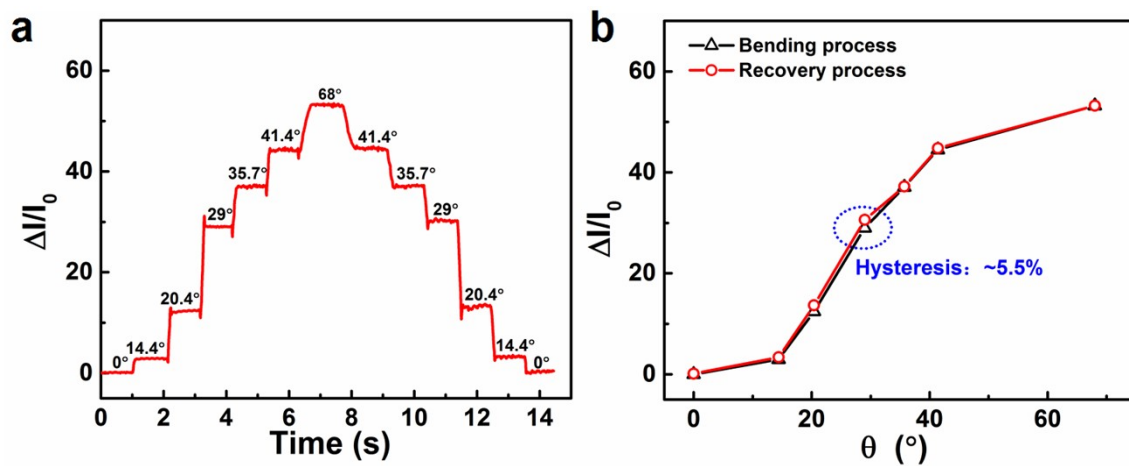 a
ΔI/I0
60
40
20
0
0°
14.4°
20.4°
29°
35.7°
41.4°
68°
41.4°
35.7°
29°
20.4°
14.4°
0°
0 2 4 6 8 10 12 14
Time (s)
b
ΔI/I0
60
40
20
0
Bending process
Recovery process
Hysteresis: ~5.5%
0 20 40 60
θ (°)